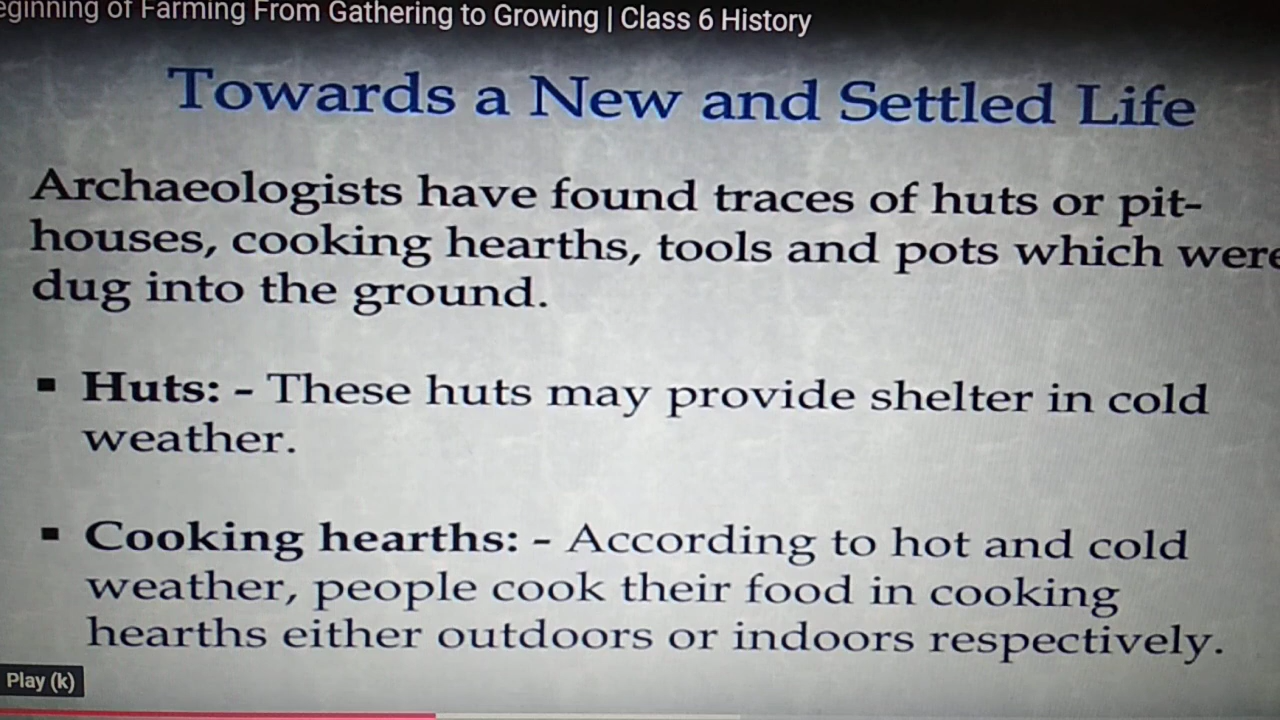 eginning of Farming From Gathering to Growing | Class 6 History
Towards a New and Settled Life
Archaeologists have found traces of huts or pit-
houses, cooking hearths, tools and pots which were
dug into the ground.
▪ Huts: - These huts may provide shelter in cold
weather.
▪ Cooking hearths: - According to hot and cold
weather, people cook their food in cooking
hearths either outdoors or indoors respectively.
Play (k)